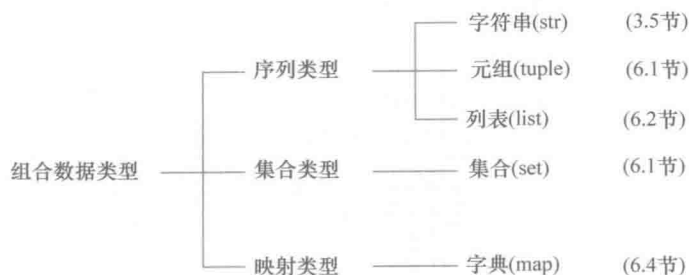 字符串(str) (3.5节)
序列类型 元组(tuple) (6.1节)
列表(list) (6.2节)
组合数据类型 集合类型 集合(set) (6.1节)
映射类型 字典(map) (6.4节)